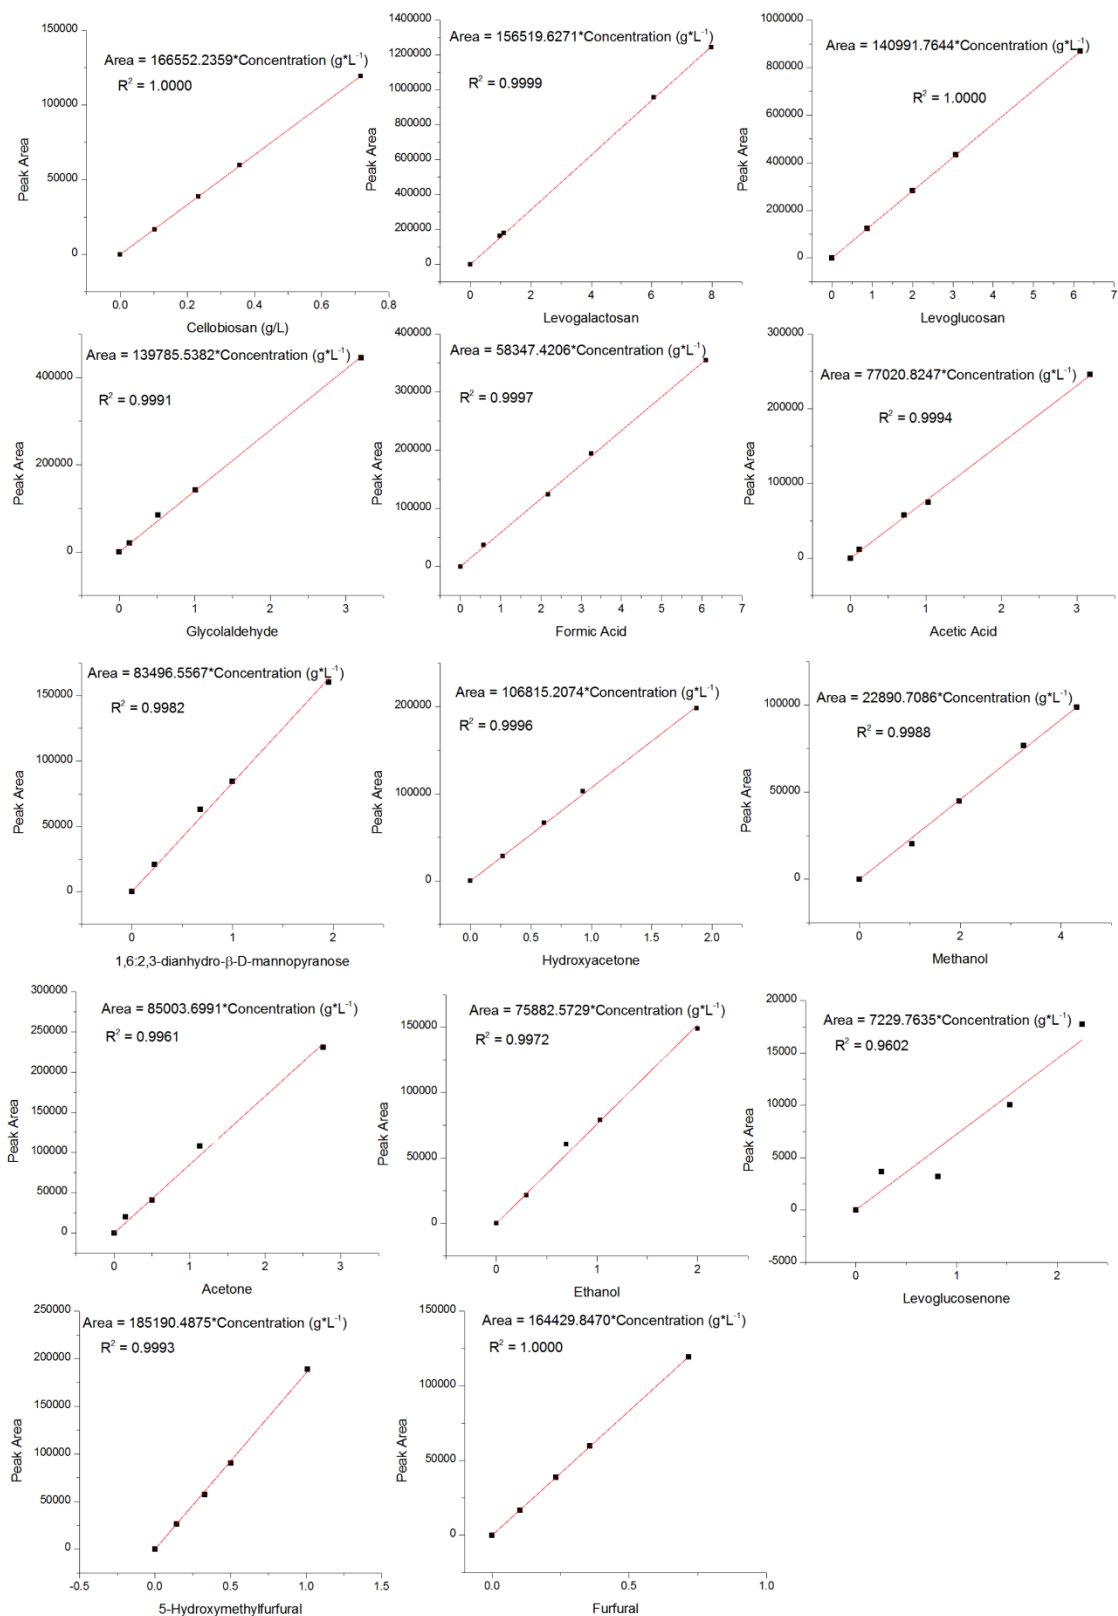 Area = 166552.2359*Concentration (g*L-1)
R2 = 1.0000
Peak Area
150000
100000
50000
0
0.0 0.2 0.4 0.6 0.8
Cellobiosan (g/L)
Area = 156519.6271*Concentration (g*L-1)
R2 = 0.9999
Peak Area
1400000
1200000
1000000
800000
600000
400000
200000
0
0 2 4 6 8
Levogalactosan
Area = 140991.7644*Concentration (g*L-1)
R2 = 1.0000
Peak Area
1000000
800000
600000
400000
200000
0
0 1 2 3 4 5 6 7
Levoglucosan
Area = 139785.5382*Concentration (g*L-1)
R2 = 0.9991
Peak Area
400000
200000
0
0 1 2 3
Glycolaldehyde
Area = 58347.4206*Concentration (g*L-1)
R2 = 0.9997
Peak Area
400000
300000
200000
100000
0
0 1 2 3 4 5 6 7
Formic Acid
Area = 77020.8247*Concentration (g*L-1)
R2 = 0.9994
Peak Area
300000
200000
100000
0
0 1 2 3
Acetic Acid
Area = 83496.5567*Concentration (g*L-1)
R2 = 0.9982
Peak Area
150000
100000
50000
0
0 1 2
1,6:2,3-dianhydro-β-D-mannopyranose
Area = 106815.2074*Concentration (g*L-1)
R2 = 0.9996
Peak Area
200000
100000
0
0.0 0.5 1.0 1.5 2.0
Hydroxyacetone
Area = 22890.7086*Concentration (g*L-1)
R2 = 0.9988
Peak Area
100000
50000
0
0 2 4
Methanol
Area = 85003.6991*Concentration (g*L-1)
R2 = 0.9961
Peak Area
300000
250000
200000
150000
100000
50000
0
0 1 2 3
Acetone
Area = 75882.5729*Concentration (g*L-1)
R2 = 0.9972
Peak Area
150000
100000
50000
0
0 1 2
Ethanol
Area = 7229.7635*Concentration (g*L-1)
R2 = 0.9602
Peak Area
20000
15000
10000
5000
0
-5000
0 1 2
Levoglucosenone
Area = 185190.4875*Concentration (g*L-1)
R2 = 0.9993
Peak Area
250000
200000
150000
100000
50000
0
-0.5 0.0 0.5 1.0 1.5
5-Hydroxymethylfurfural
Area = 164429.8470*Concentration (g*L-1)
R2 = 1.0000
Peak Area
150000
100000
50000
0
0.0 0.5 1.0
Furfural